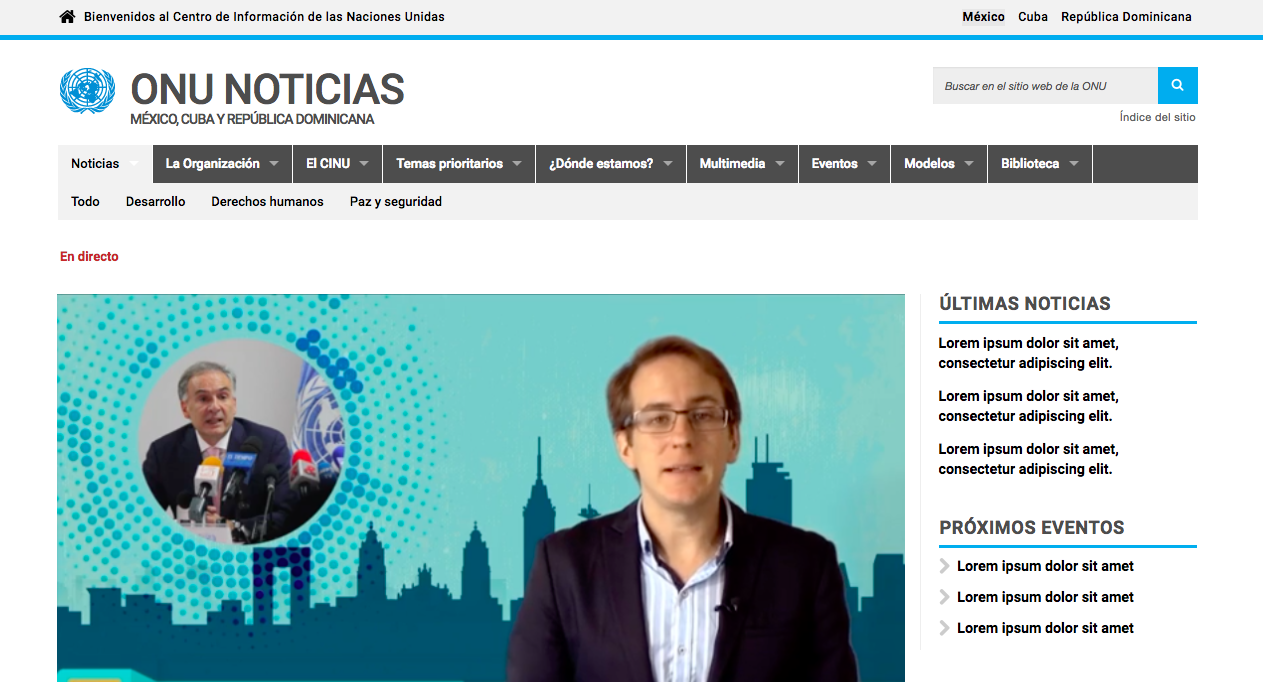 Bienvenidos al Centro de Información de las Naciones Unidas
México Cuba República Dominicana
ONU NOTICIAS
MÉXICO, CUBA Y REPÚBLICA DOMINICANA
Buscar en el sitio web de la ONU
Índice del sitio
Noticias La Organización El CINU Temas prioritarios ¿Dónde estamos? Multimedia Eventos Modelos Biblioteca
Todo Desarrollo Derechos humanos Paz y seguridad
En directo
EL TIEMPO
ÚLTIMAS NOTICIAS
Lorem ipsum dolor sit amet,
consectetur adipiscing elit.
Lorem ipsum dolor sit amet,
consectetur adipiscing elit.
Lorem ipsum dolor sit amet,
consectetur adipiscing elit.
PRÓXIMOS EVENTOS
Lorem ipsum dolor sit amet
Lorem ipsum dolor sit amet
Lorem ipsum dolor sit amet